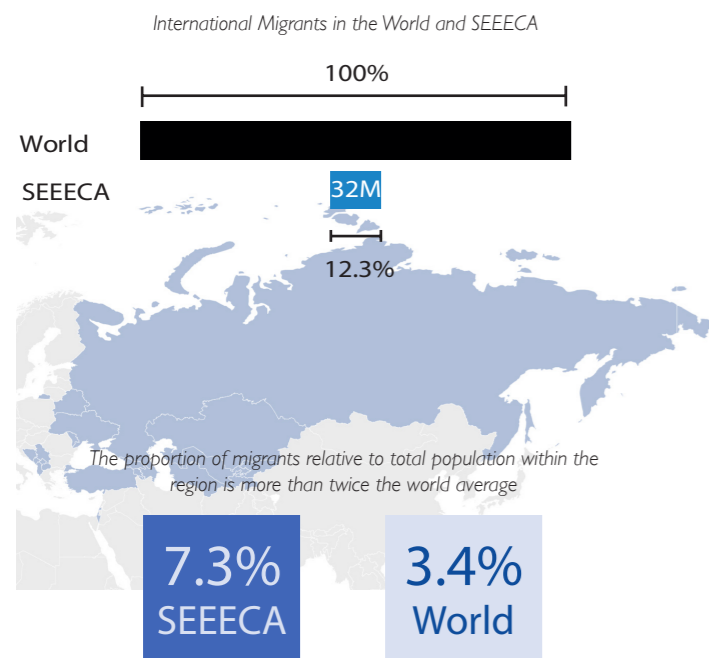 International Migrants in the World and SEEECA
100%
World
SEEECA
32M
12.3%
The proportion of migrants relative to total population within the
region is more than twice the world average
7.3%
SEEECA
3.4%
World